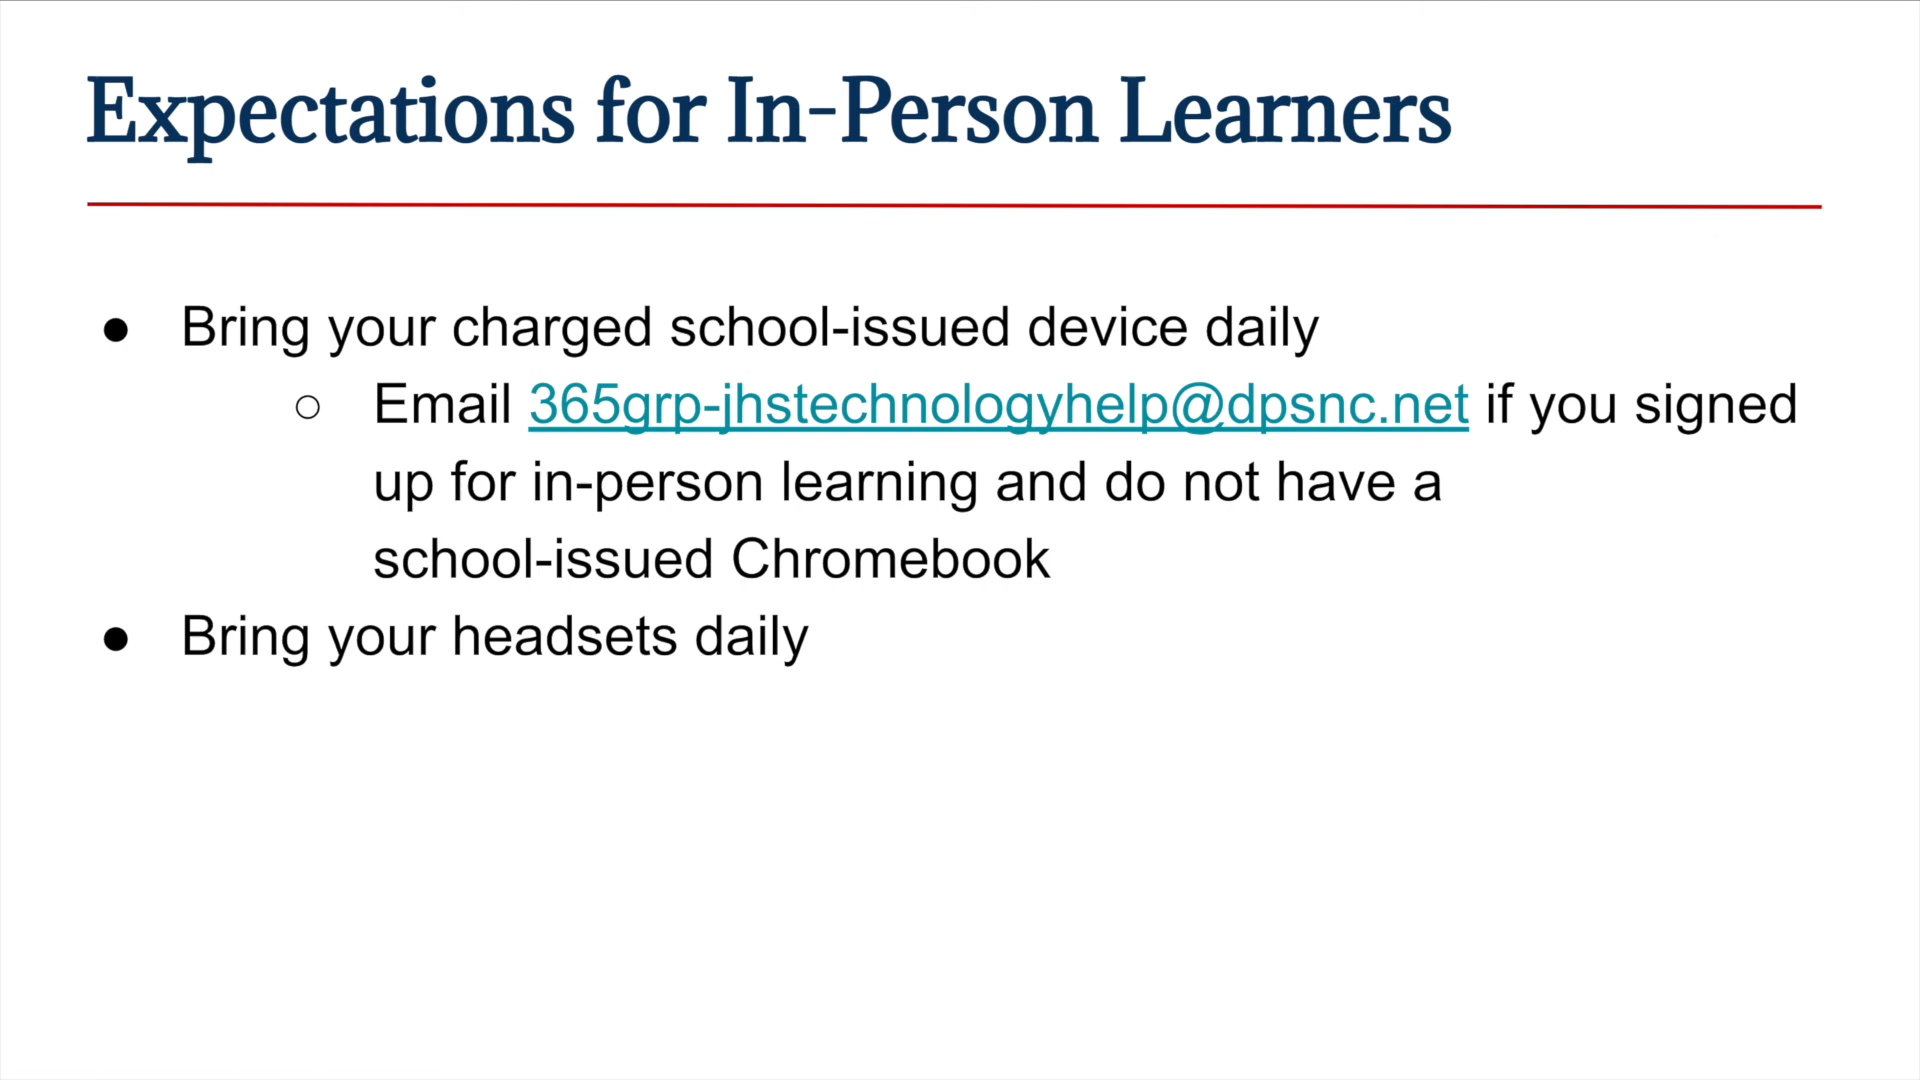 Expectations for In-Person Learners
● Bring your charged school-issued device daily
○ Email 365grp-jhstechnologyhelp@dpsnc.net if you signed
up for in-person learning and do not have a
school-issued Chromebook
● Bring your headsets daily